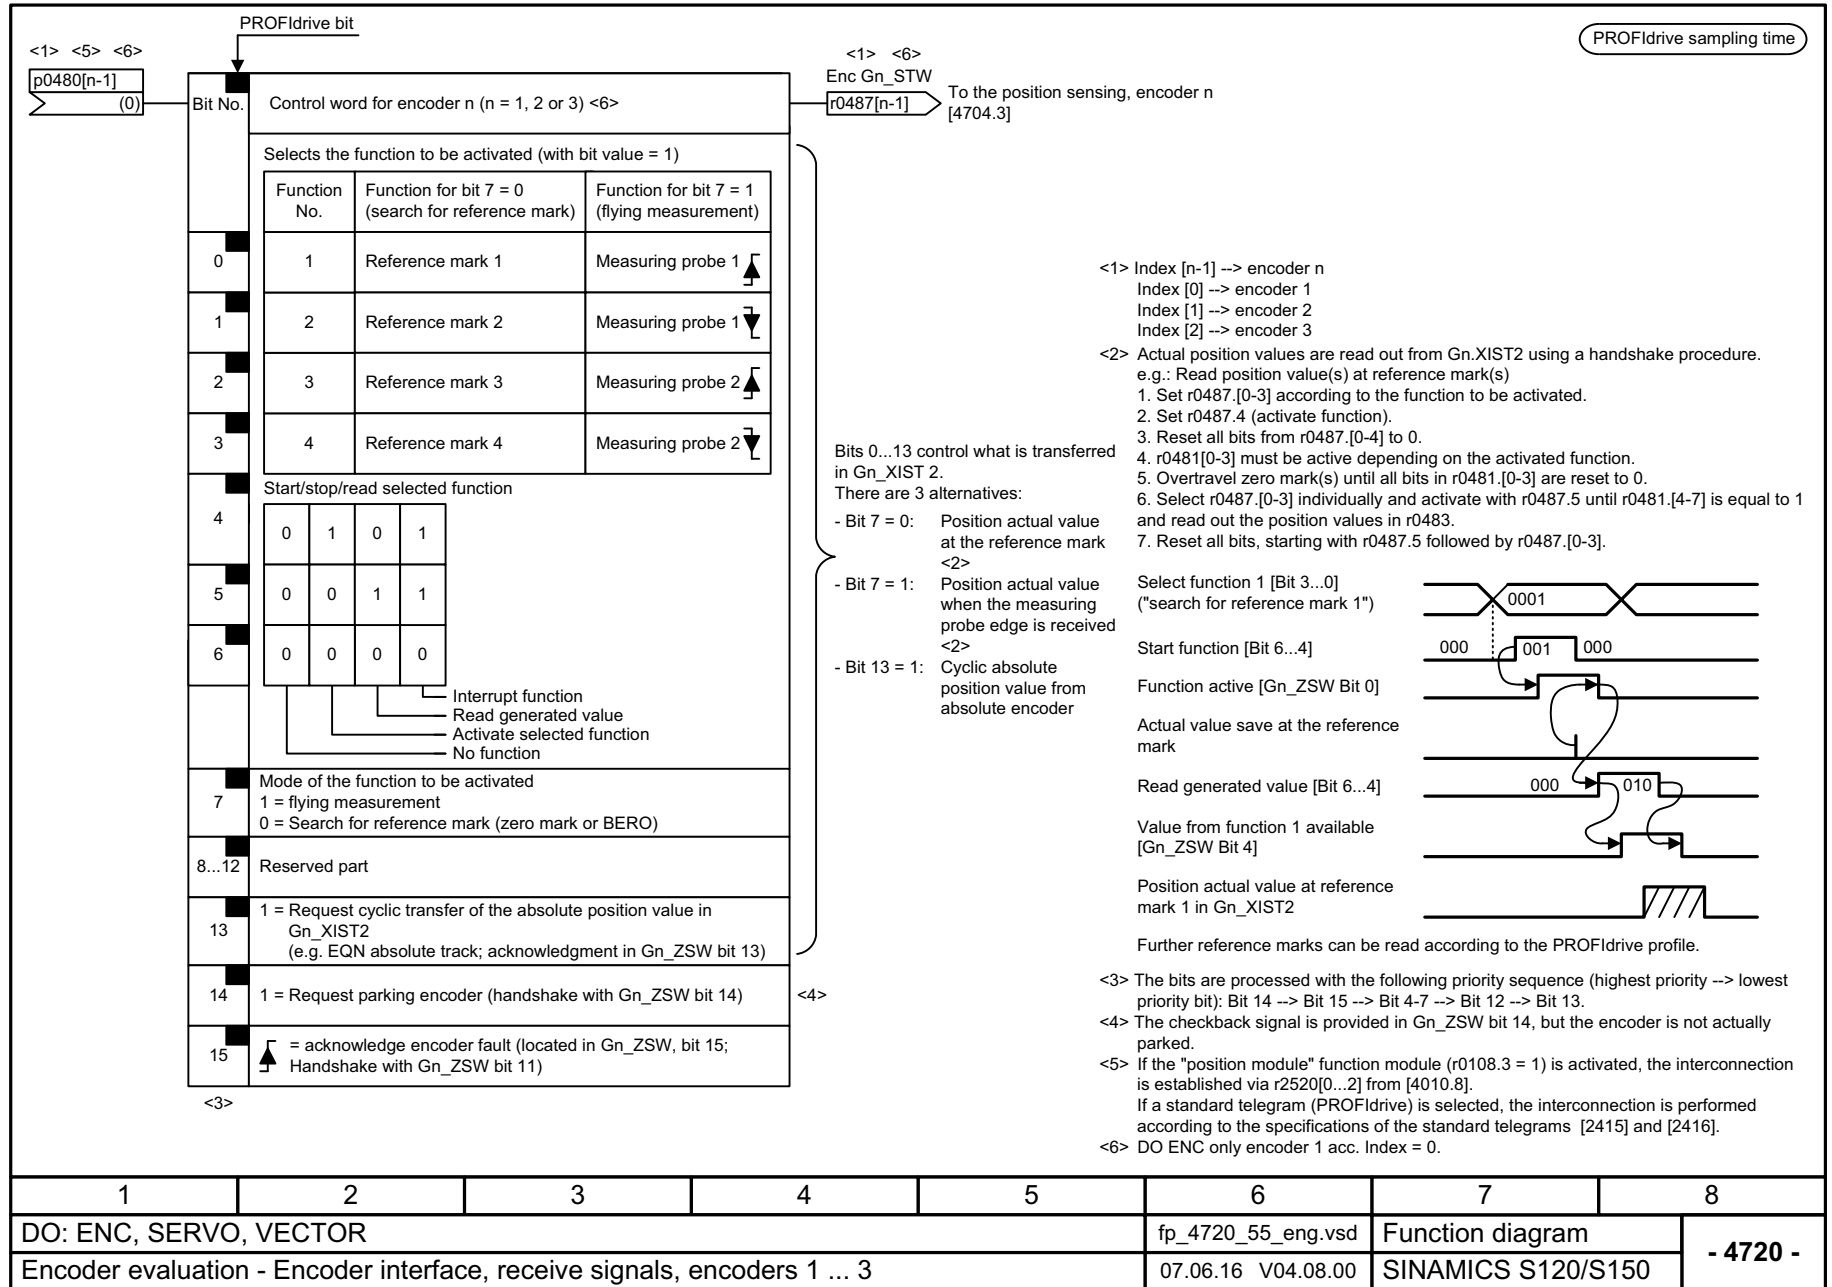 PROFIdrive bit
PROFIdrive sampling time
<1> <5> <6>
p0480[n-1]
(0)
Bit No.
Control word for encoder n (n = 1, 2 or 3) <6>
<1> <6>
Enc Gn_STW
r0487[n-1]
To the position sensing, encoder n
[4704.3]
Selects the function to be activated (with bit value = 1)
Function No.
Function for bit 7 = 0
(search for reference mark)
Function for bit 7 = 1
(flying measurement)
0
1
Reference mark 1
Measuring probe 1
1
2
Reference mark 2
Measuring probe 1
2
3
Reference mark 3
Measuring probe 2
3
4
Reference mark 4
Measuring probe 2
Start/stop/read selected function
4
0 1 0 1
5
0 0 1 1
6
0 0 0 0
Interrupt function
Read generated value
Activate selected function
No function
7
Mode of the function to be activated
1 = flying measurement
0 = Search for reference mark (zero mark or BERO)
8...12
Reserved part
13
1 = Request cyclic transfer of the absolute position value in
Gn_XIST2
(e.g. EQN absolute track; acknowledgment in Gn_ZSW bit 13)
14
1 = Request parking encoder (handshake with Gn_ZSW bit 14)
<4>
15
= acknowledge encoder fault (located in Gn_ZSW, bit 15;
Handshake with Gn_ZSW bit 11)
<3>
Bits 0...13 control what is transferred
in Gn_XIST 2.
There are 3 alternatives:
- Bit 7 = 0: Position actual value
at the reference mark
<2>
- Bit 7 = 1: Position actual value
when the measuring
probe edge is received
<2>
- Bit 13 = 1: Cyclic absolute
position value from
absolute encoder
<1> Index [n-1] --> encoder n
Index [0] --> encoder 1
Index [1] --> encoder 2
Index [2] --> encoder 3
<2> Actual position values are read out from Gn.XIST2 using a handshake procedure.
e.g.: Read position value(s) at reference mark(s)
1. Set r0487.[0-3] according to the function to be activated.
2. Set r0487.4 (activate function).
3. Reset all bits from r0487.[0-4] to 0.
4. r0481[0-3] must be active depending on the activated function.
5. Overtravel zero mark(s) until all bits in r0481.[0-3] are reset to 0.
6. Select r0487.[0-3] individually and activate with r0487.5 until r0481.[4-7] is equal to 1
and read out the position values in r0483.
7. Reset all bits, starting with r0487.5 followed by r0487.[0-3].
Select function 1 [Bit 3...0]
("search for reference mark 1")
0001
Start function [Bit 6...4]
000 001 000
Function active [Gn_ZSW Bit 0]
Actual value save at the reference
mark
Read generated value [Bit 6...4]
000 010
Value from function 1 available
[Gn_ZSW Bit 4]
Position actual value at reference
mark 1 in Gn_XIST2
Further reference marks can be read according to the PROFIdrive profile.
<3> The bits are processed with the following priority sequence (highest priority --> lowest
priority bit): Bit 14 --> Bit 15 --> Bit 4-7 --> Bit 12 --> Bit 13.
<4> The checkback signal is provided in Gn_ZSW bit 14, but the encoder is not actually
parked.
<5> If the "position module" function module (r0108.3 = 1) is activated, the interconnection
is established via r2520[0...2] from [4010.8].
If a standard telegram (PROFIdrive) is selected, the interconnection is performed
according to the specifications of the standard telegrams [2415] and [2416].
<6> DO ENC only encoder 1 acc. Index = 0.
1 2 3 4 5 6 7 8
DO: ENC, SERVO, VECTOR
fp_4720_55_eng.vsd
Function diagram
- 4720 -
Encoder evaluation - Encoder interface, receive signals, encoders 1 ... 3
07.06.16 V04.08.00
SINAMICS S120/S150